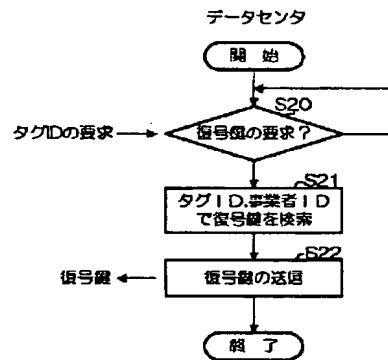 データセンタ
開 始
S20
タグIDの要求
復号鍵の要求?
S21
タグID,事業者ID
で復号鍵を検索
S22
復号鍵
復号鍵の送信
終 了